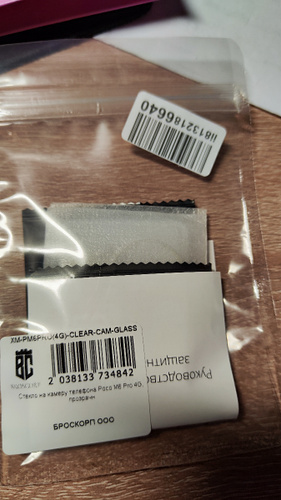 ii8132186640
XM-PM6PRO(4G)-CLEAR-CAM-GLASS
2 038133 734842
Стекло на камеру телефона Poco M6 Pro 4G,
прозрачн
БРОСКОРП ООО
Руководство
защитн